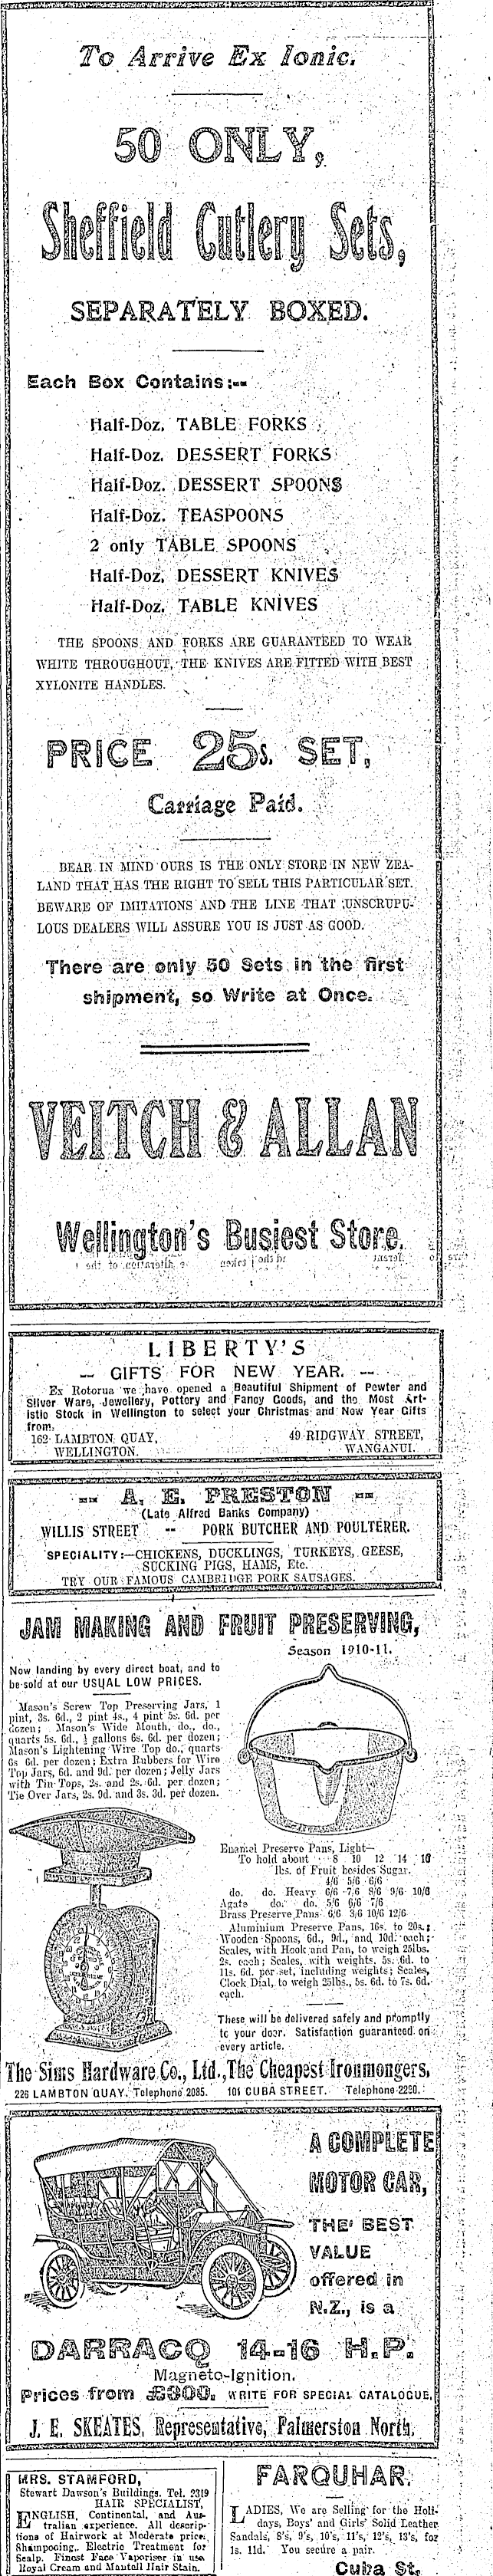 To Arrive Ex Ionic.
50 ONLY,
Sheffield Cutlery Sets,
SEPARATELY BOXED.
Each Box Contains:--
Half-Doz. TABLE FORKS
Half-Doz. DESSERT FORKS
Half-Doz. DESSERT SPOONS
Half-Doz. TEASPOONS
2 only TABLE SPOONS
Half-Doz. DESSERT KNIVES
Half-Doz. TABLE KNIVES
THE SPOONS AND FORKS ARE GUARANTEED TO WEAR
WHITE THROUGHOUT, THE KNIVES ARE FITTED WITH BEST
XYLONITE HANDLES.
PRICE 25s. SET,
Carriage Paid.
BEAR IN MIND OURS IS THE ONLY STORE IN NEW ZEA-
LAND THAT HAS THE RIGHT TO SELL THIS PARTICULAR SET.
BEWARE OF IMITATIONS AND THE LINE THAT UNSCRUPU-
LOUS DEALERS WILL ASSURE YOU IS JUST AS GOOD.
There are only 50 Sets in the first
shipment, so Write at Once.
VEITCH & ALLAN
Wellington's Busiest Store.
LIBERTY'S
-- GIFTS FOR NEW YEAR. --
Ex Rotorua we have opened a Beautiful Shipment of Pewter and
Silver Ware, Jewellery, Pottery and Fancy Goods, and the Most Art-
istic Stock in Wellington to select your Christmas and New Year Gifts
from.
162 LAMBTON QUAY, 49 RIDGWAY STREET,
WELLINGTON. WANGANUI.
-- A. E. PRESTON --
(Late Alfred Banks Company)
WILLIS STREET -- PORK BUTCHER AND POULTERER.
SPECIALITY:—CHICKENS, DUCKLINGS, TURKEYS, GEESE,
SUCKING PIGS, HAMS, Etc.
TRY OUR FAMOUS CAMBRIDGE PORK SAUSAGES.
JAM MAKING AND FRUIT PRESERVING,
Season 1910-11.
Now landing by every direct boat, and to
be sold at our USUAL LOW PRICES.
Mason's Screw Top Preserving Jars, 1
pint, 3s. 6d., 2 pint 4s., 4 pint 5s. 6d. per
dozen; Mason's Wide Mouth, do., do.,
quarts 5s. 6d., ½ gallons 6s. 6d. per dozen;
Mason's Lightening Wire Top do., quarts
6s 6d. per dozen; Extra Rubbers for Wire
Top Jars, 6d. and 9d. per dozen; Jelly Jars
with Tin Tops, 2s. and 2s. 6d. per dozen;
Tie Over Jars, 2s. 9d. and 3s. 3d. per dozen.
Enamel Preserve Pans, Light—
To hold about 8 10 12 14 16
lbs. of Fruit besides Sugar.
4/6 5/6 6/6
do. do. Heavy 6/6 7/6 8/6 9/6 10/6
Agate do. do. 5/6 6/6 7/6
Brass Preserve Pans 6/6 8/6 10/6 12/6
Aluminium Preserve Pans, 16s. to 20s.;
Wooden Spoons, 6d., 9d., and 10d. each;
Scales, with Hook and Pan, to weigh 25lbs.
2s. each; Scales, with weights, 5s. 6d. to
11s. 6d. per set, including weights; Scales,
Clock Dial, to weigh 25lbs., 5s. 6d. to 7s. 6d.
each.
These will be delivered safely and promptly
to your door. Satisfaction guaranteed on
every article.
The Sims Hardware Co., Ltd., The Cheapest Ironmongers,
226 LAMBTON QUAY. Telephone 2085. 101 CUBA STREET. Telephone 2250.
A COMPLETE
MOTOR CAR,
THE BEST
VALUE
offered in
N.Z., is a
DARRACQ 14-16 H.P.
Magneto-Ignition.
Prices from £300. WRITE FOR SPECIAL CATALOGUE.
J. E. SKEATES, Representative, Palmerston North.
MRS. STAMFORD,
Stewart Dawson's Buildings. Tel. 2319
HAIR SPECIALIST,
ENGLISH, Continental, and Aus-
tralian experience. All descrip-
tions of Hairwork at Moderate price.
Shampooing. Electric Treatment for
Scalp. Finest Face Vaporiser in use
Royal Cream and Mantell Hair Stain.
FARQUHAR.
LADIES, We are Selling for the Holi-
days, Boys' and Girls' Solid Leather
Sandals, 8's, 9's, 10's, 11's, 12's, 13's, for
1s. 11d. You secure a pair.
Cuba St.